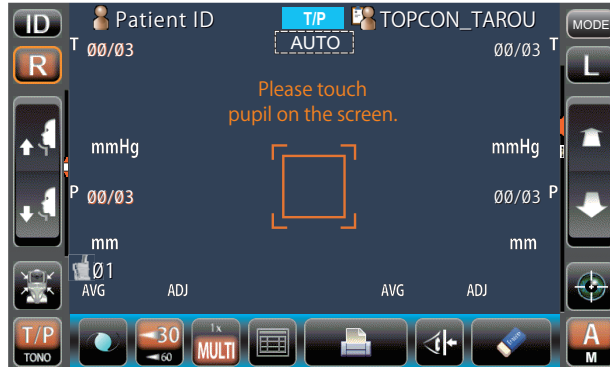 ID
Patient ID
T/P
TOPCON_TAROU
MODE
R
T
00/03
AUTO
00/03
T
L
Please touch
pupil on the screen.
mmHg
mmHg
P
00/03
00/03
P
mm
mm
01
AVG
ADJ
AVG
ADJ
T/P
TONO
30
60
1x
MULTI
A
M